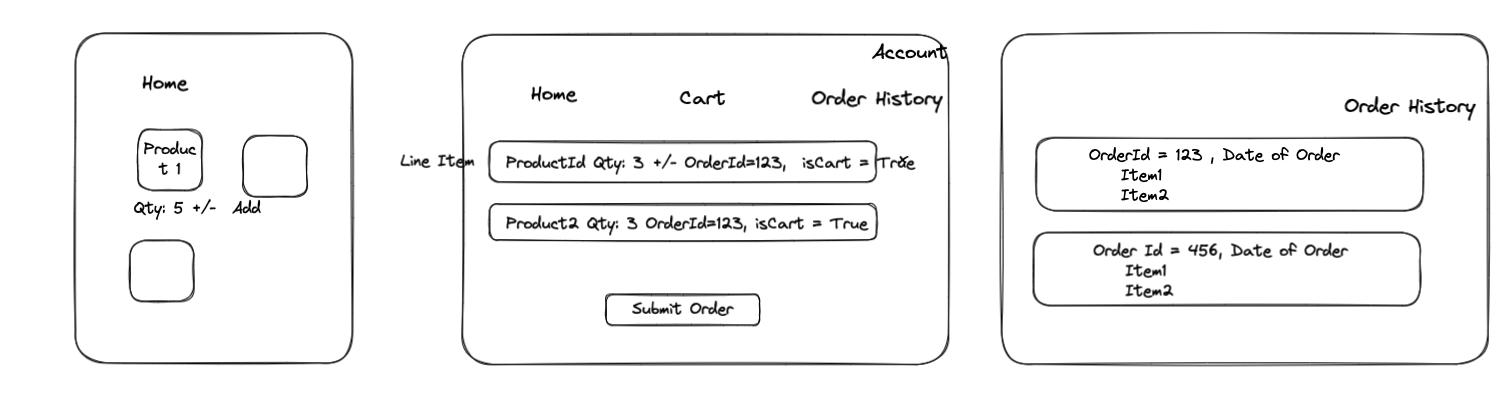 Home
Produc
t 1
Qty: 5 +/- Add
Account
Home Cart Order History
Line Item ProductId Qty: 3 +/- OrderId=123, isCart = True
Product2 Qty: 3 OrderId=123, isCart = True
Submit Order
Order History
OrderId = 123 , Date of Order
Item1
Item2
Order Id = 456, Date of Order
Item1
Item2